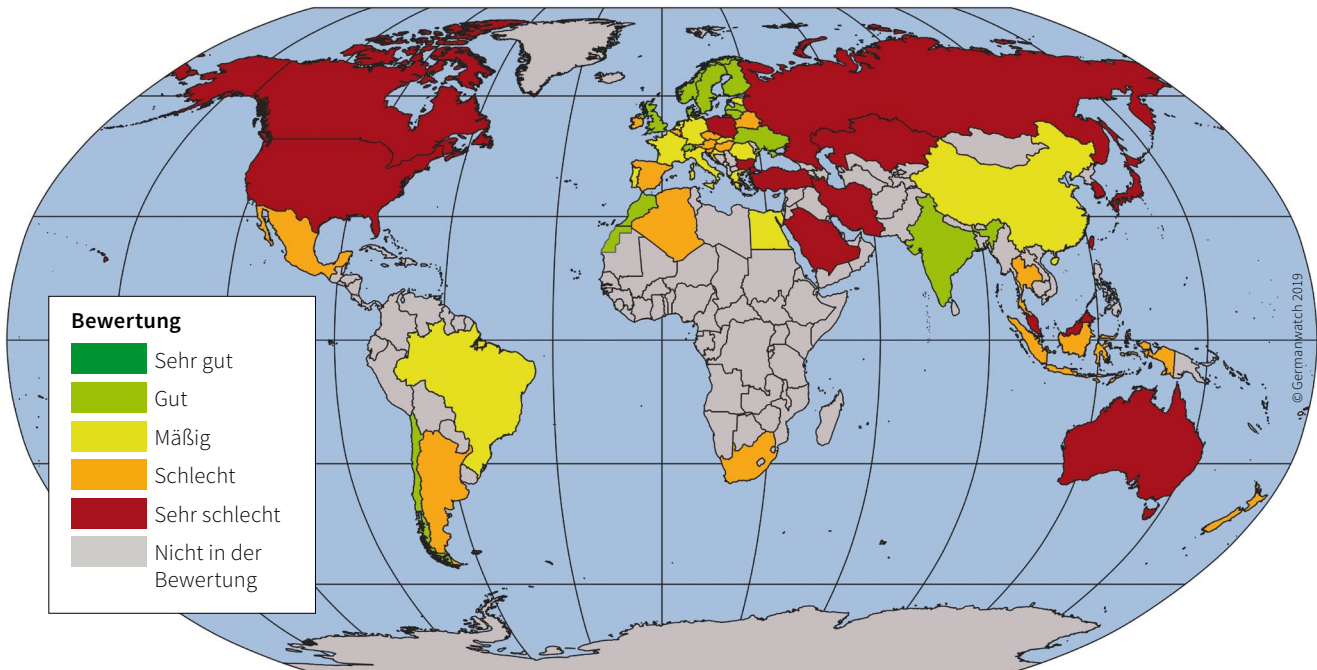 Bewertung
Sehr gut
Gut
Mäßig
Schlecht
Sehr schlecht
Nicht in der
Bewertung
© Germanwatch 2019